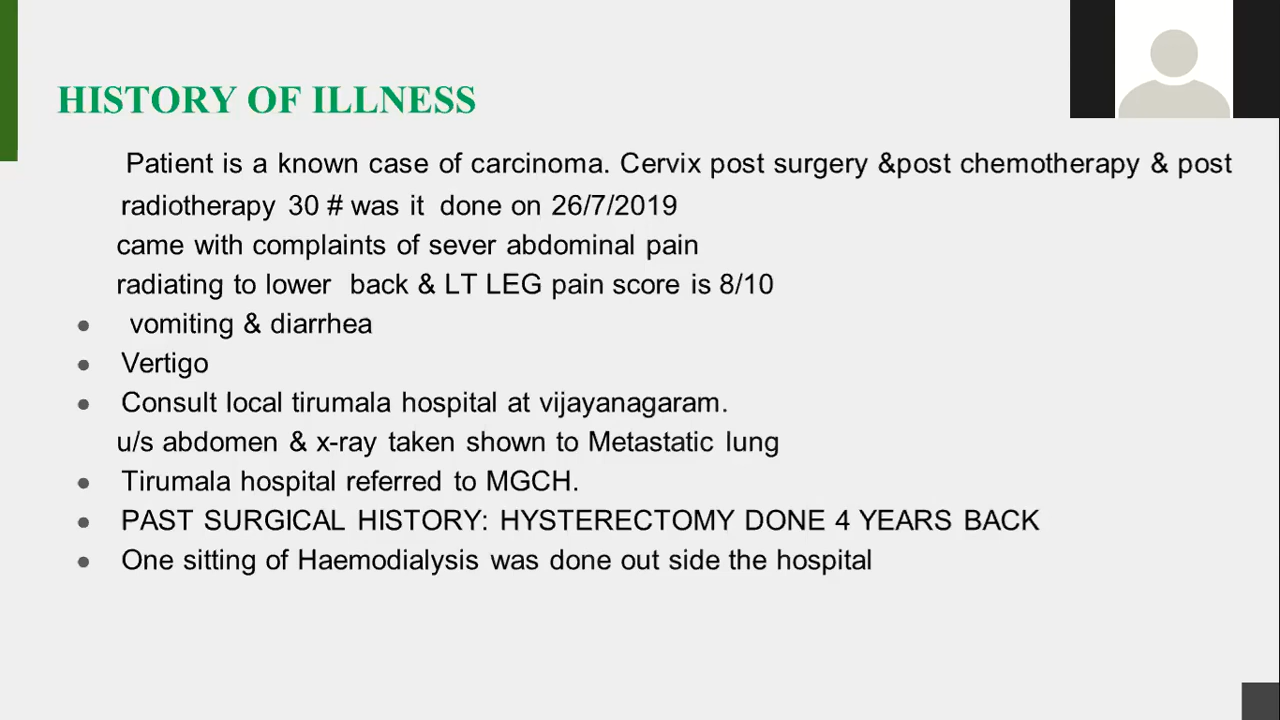 HISTORY OF ILLNESS
Patient is a known case of carcinoma. Cervix post surgery &post chemotherapy & post
radiotherapy 30 # was it done on 26/7/2019
came with complaints of sever abdominal pain
radiating to lower back & LT LEG pain score is 8/10
● vomiting & diarrhea
● Vertigo
● Consult local tirumala hospital at vijayanagaram.
u/s abdomen & x-ray taken shown to Metastatic lung
● Tirumala hospital referred to MGCH.
● PAST SURGICAL HISTORY: HYSTERECTOMY DONE 4 YEARS BACK
● One sitting of Haemodialysis was done out side the hospital